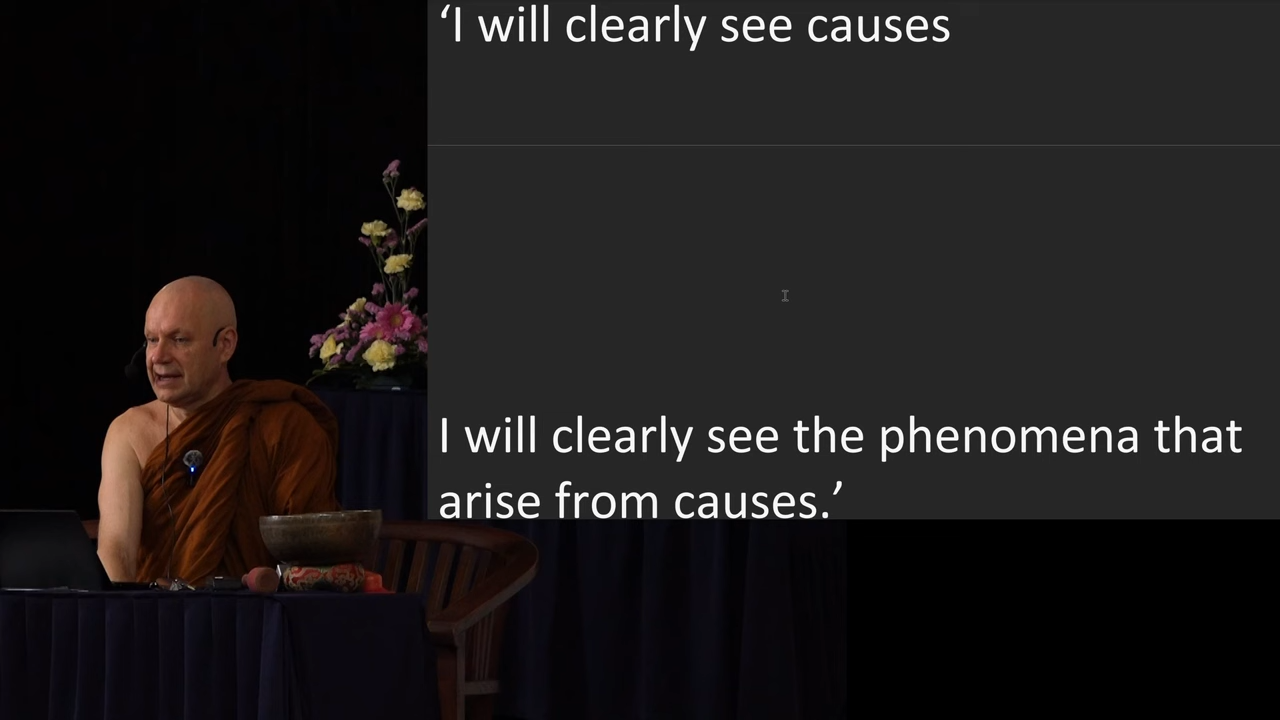 ‘I will clearly see causes
I will clearly see the phenomena that
arise from causes.’